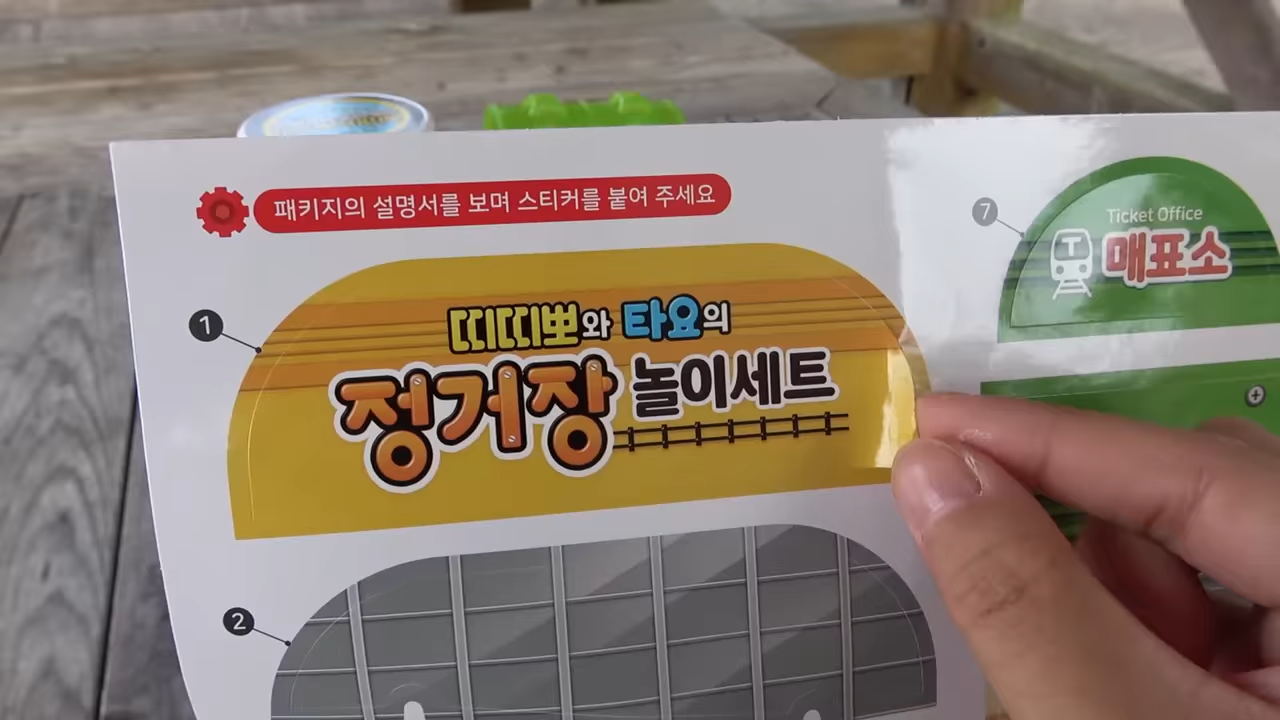 패키지의 설명서를 보며 스티커를 붙여 주세요
1
띠띠뽀와 타요의
정거장 놀이세트
2
7
Ticket Office
T
매표소